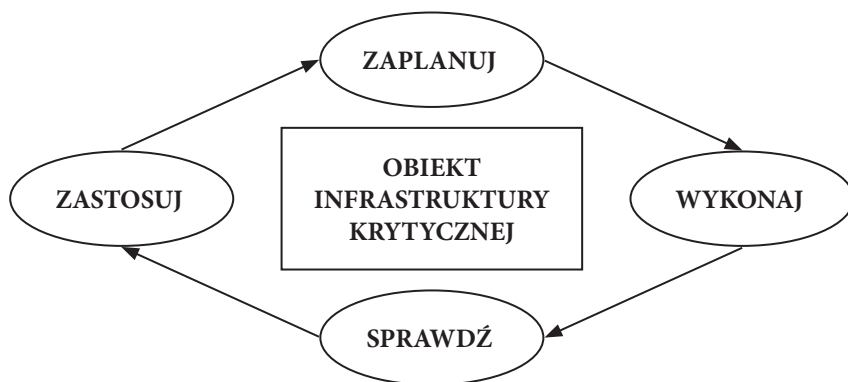 ZAPLANUJ
OBIEKT
INFRASTRUKTURY
KRYTYCZNEJ
ZASTOSUJ
WYKONAJ
SPRAWDŹ